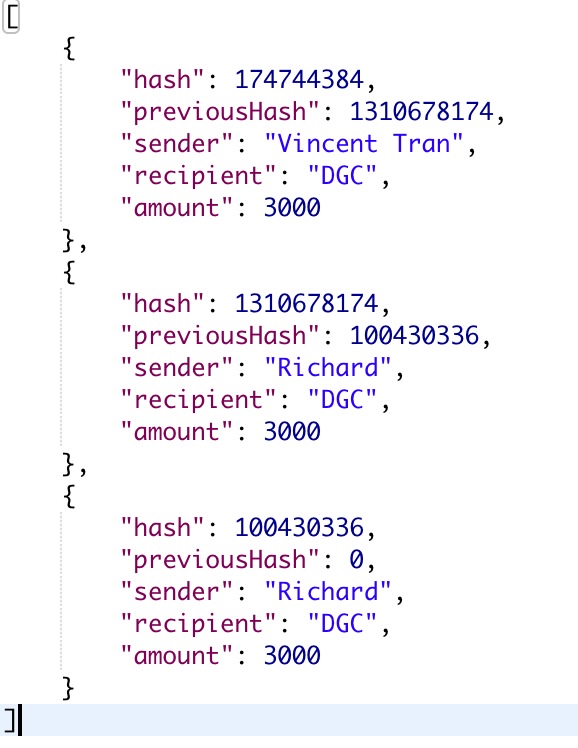 [
    {
        "hash": 174744384,
        "previousHash": 1310678174,
        "sender": "Vincent Tran",
        "recipient": "DGC",
        "amount": 3000
    },
    {
        "hash": 1310678174,
        "previousHash": 100430336,
        "sender": "Richard",
        "recipient": "DGC",
        "amount": 3000
    },
    {
        "hash": 100430336,
        "previousHash": 0,
        "sender": "Richard",
        "recipient": "DGC",
        "amount": 3000
    }
]